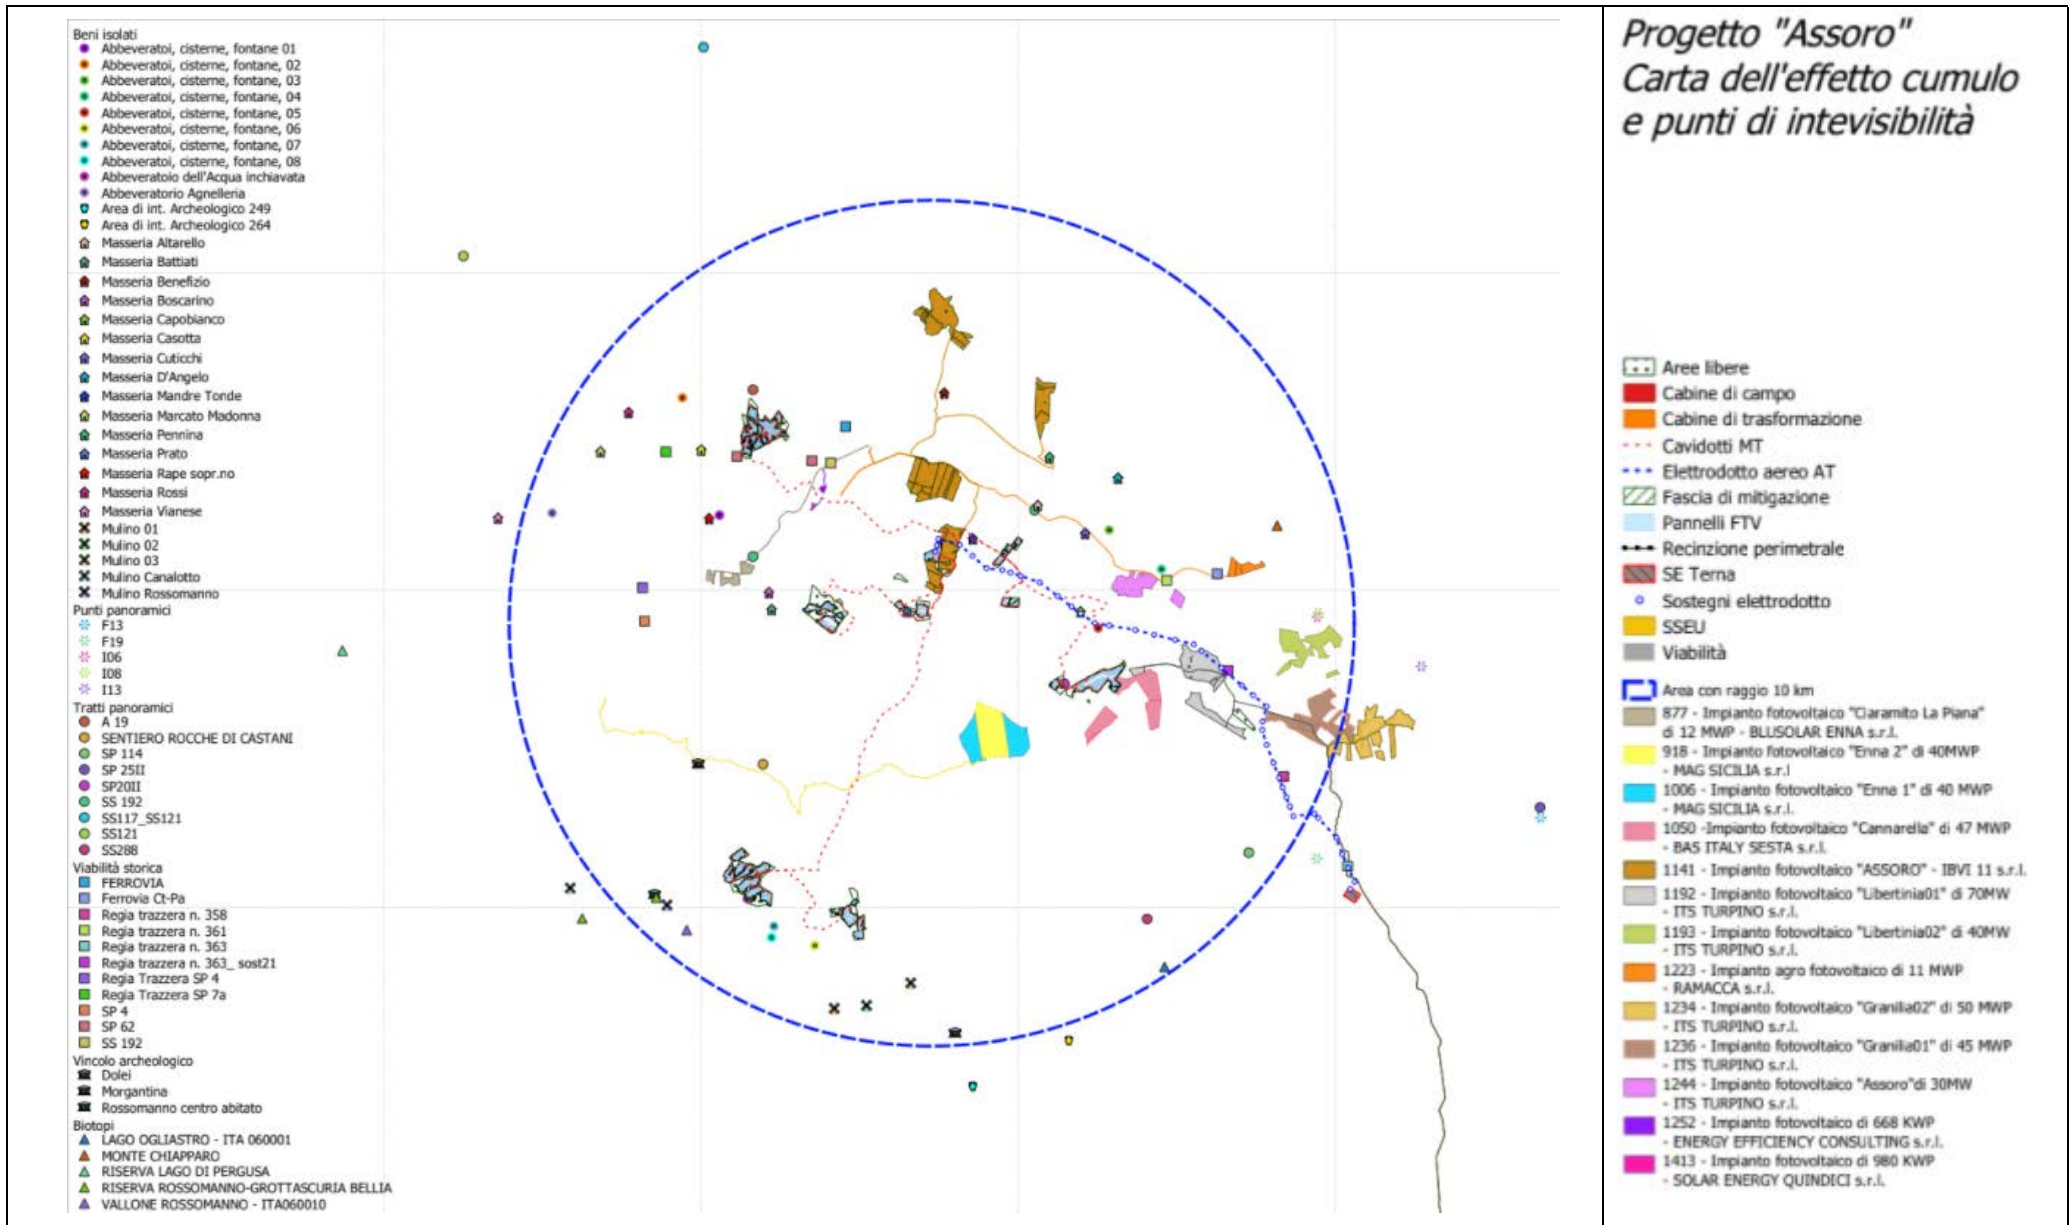 Beni isolati
Abbeveratoi, cisterne, fontane 01
Abbeveratoi, cisterne, fontane, 02
Abbeveratoi, cisterne, fontane, 03
Abbeveratoi, cisterne, fontane, 04
Abbeveratoi, cisterne, fontane, 05
Abbeveratoi, cisterne, fontane, 06
Abbeveratoi, cisterne, fontane, 07
Abbeveratoi, cisterne, fontane, 08
Abbeveratoio dell'Acqua inchiavata
Abbeveratorio Agnelleria
Area di int. Archeologico 249
Area di int. Archeologico 264
Masseria Altarello
Masseria Battiati
Masseria Benefizio
Masseria Boscarino
Masseria Capobianco
Masseria Casotta
Masseria Cuticchi
Masseria D'Angelo
Masseria Mandre Tonde
Masseria Marcato Madonna
Masseria Pennina
Masseria Prato
Masseria Rape sopr.no
Masseria Rossi
Masseria Vianese
Mulino 01
Mulino 02
Mulino 03
Mulino Canalotto
Mulino Rossomanno
Punti panoramici
F13
F19
I06
I08
I13
Tratti panoramici
A 19
SENTIERO ROCCHE DI CASTANI
SP 114
SP 25II
SP20II
SS 192
SS117_SS121
SS121
SS288
Viabilità storica
FERROVIA
Ferrovia Ct-Pa
Regia trazzera n. 358
Regia trazzera n. 361
Regia trazzera n. 363
Regia trazzera n. 363_ sost21
Regia Trazzera SP 4
Regia Trazzera SP 7a
SP 4
SP 62
SS 192
Vincolo archeologico
Dolei
Morgantina
Rossomanno centro abitato
Biotopi
LAGO OGLIASTRO - ITA 060001
MONTE CHIAPPARO
RISERVA LAGO DI PERGUSA
RISERVA ROSSOMANNO-GROTTASCURIA BELLIA
VALLONE ROSSOMANNO - ITA060010
Progetto "Assoro"
Carta dell'effetto cumulo
e punti di intevisibilità
Aree libere
Cabine di campo
Cabine di trasformazione
Cavidotti MT
Elettrodotto aereo AT
Fascia di mitigazione
Pannelli FTV
Recinzione perimetrale
SE Terna
Sostegni elettrodotto
SSEU
Viabilità
Area con raggio 10 km
877 - Impianto fotovoltaico "Ciaramito La Piana"
di 12 MWP - BLUSOLAR ENNA s.r.l.
918 - Impianto fotovoltaico "Enna 2" di 40MWP
- MAG SICILIA s.r.l
1006 - Impianto fotovoltaico "Enna 1" di 40 MWP
- MAG SICILIA s.r.l.
1050 -Impianto fotovoltaico "Cannarella" di 47 MWP
- BAS ITALY SESTA s.r.l.
1141 - Impianto fotovoltaico "ASSORO" - IBVI 11 s.r.l.
1192 - Impianto fotovoltaico "Libertinia01" di 70MW
- ITS TURPINO s.r.l.
1193 - Impianto fotovoltaico "Libertinia02" di 40MW
- ITS TURPINO s.r.l.
1223 - Impianto agro fotovoltaico di 11 MWP
- RAMACCA s.r.l.
1234 - Impianto fotovoltaico "Granilia02" di 50 MWP
- ITS TURPINO s.r.l.
1236 - Impianto fotovoltaico "Granilia01" di 45 MWP
- ITS TURPINO s.r.l.
1244 - Impianto fotovoltaico "Assoro"di 30MW
- ITS TURPINO s.r.l.
1252 - Impianto fotovoltaico di 668 KWP
- ENERGY EFFICIENCY CONSULTING s.r.l.
1413 - Impianto fotovoltaico di 980 KWP
- SOLAR ENERGY QUINDICI s.r.l.